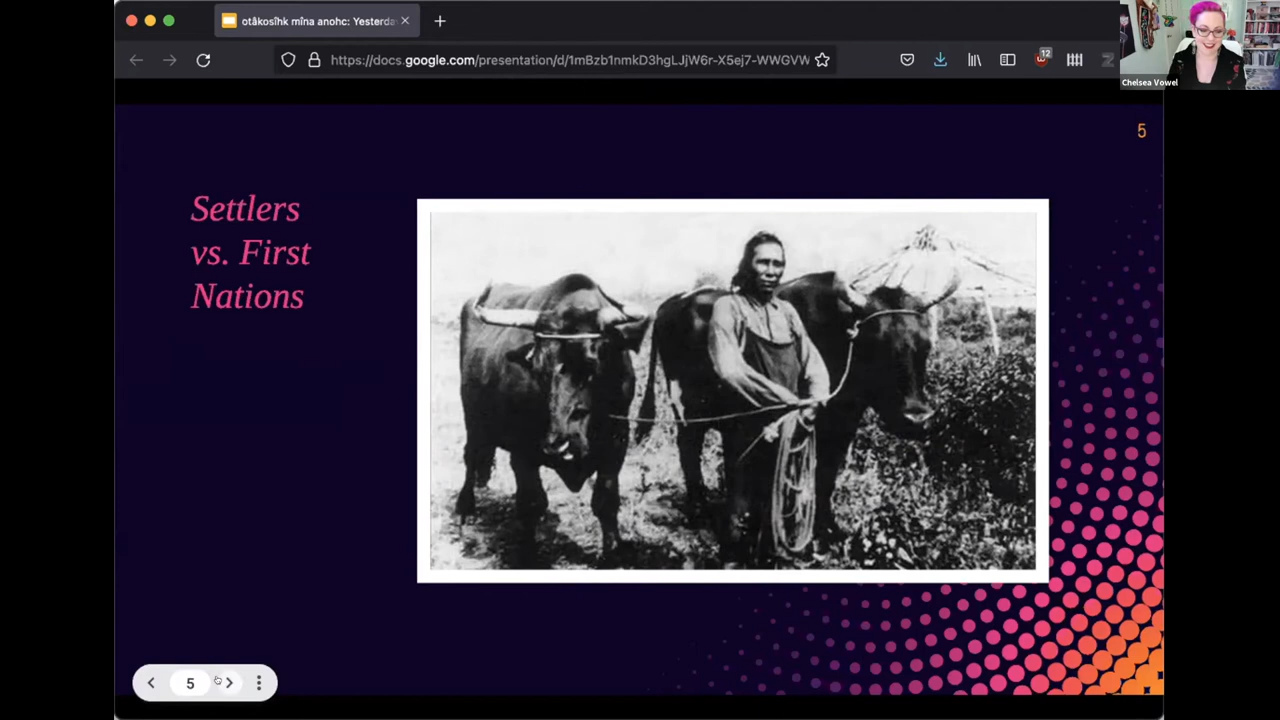 otâkosîhk mîna anohc: Yesterda
https://docs.google.com/presentation/d/1mBzb1nmkD3hgLJjW6r-X5ej7-WWGVW
12
Chelsea Vowel
5
Settlers
vs. First
Nations
5